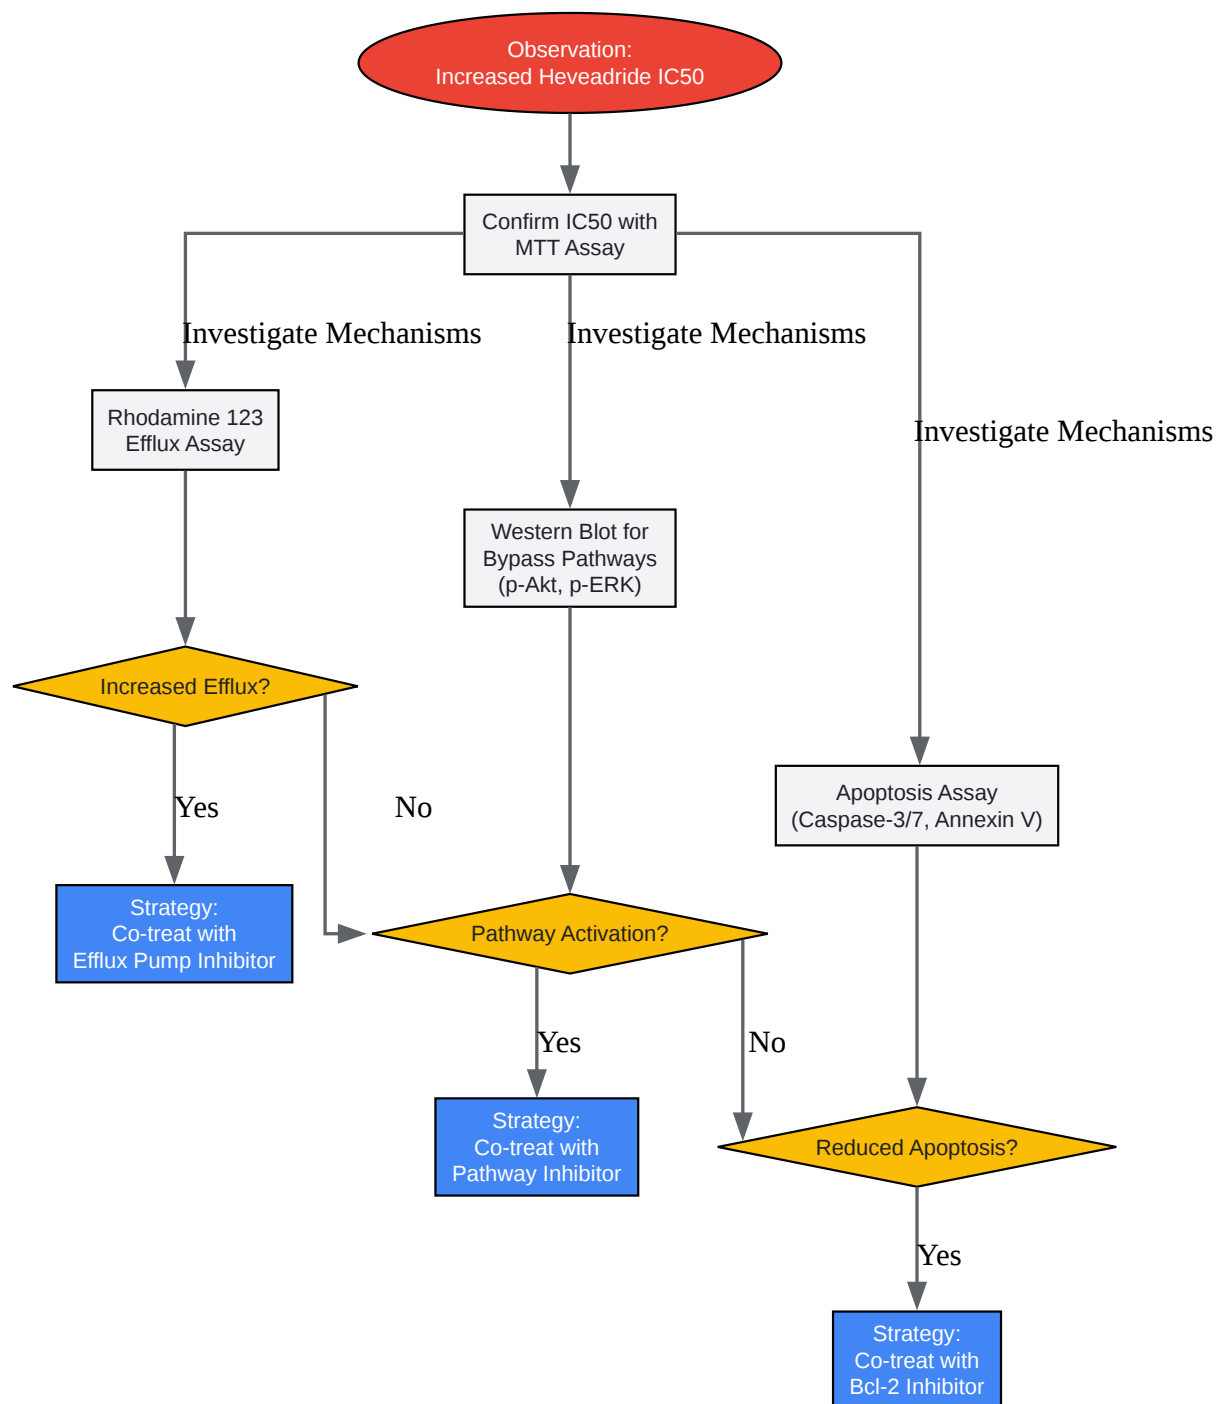 Observation:
Increased Heveadride IC50
Confirm IC50 with
MTT Assay
Investigate Mechanisms
Investigate Mechanisms
Investigate Mechanisms
Rhodamine 123
Efflux Assay
Western Blot for
Bypass Pathways
(p-Akt, p-ERK)
Increased Efflux?
Apoptosis Assay
(Caspase-3/7, Annexin V)
Yes
No
Strategy:
Co-treat with
Efflux Pump Inhibitor
Pathway Activation?
Yes
No
Strategy:
Co-treat with
Pathway Inhibitor
Reduced Apoptosis?
Yes
Strategy:
Co-treat with
Bcl-2 Inhibitor